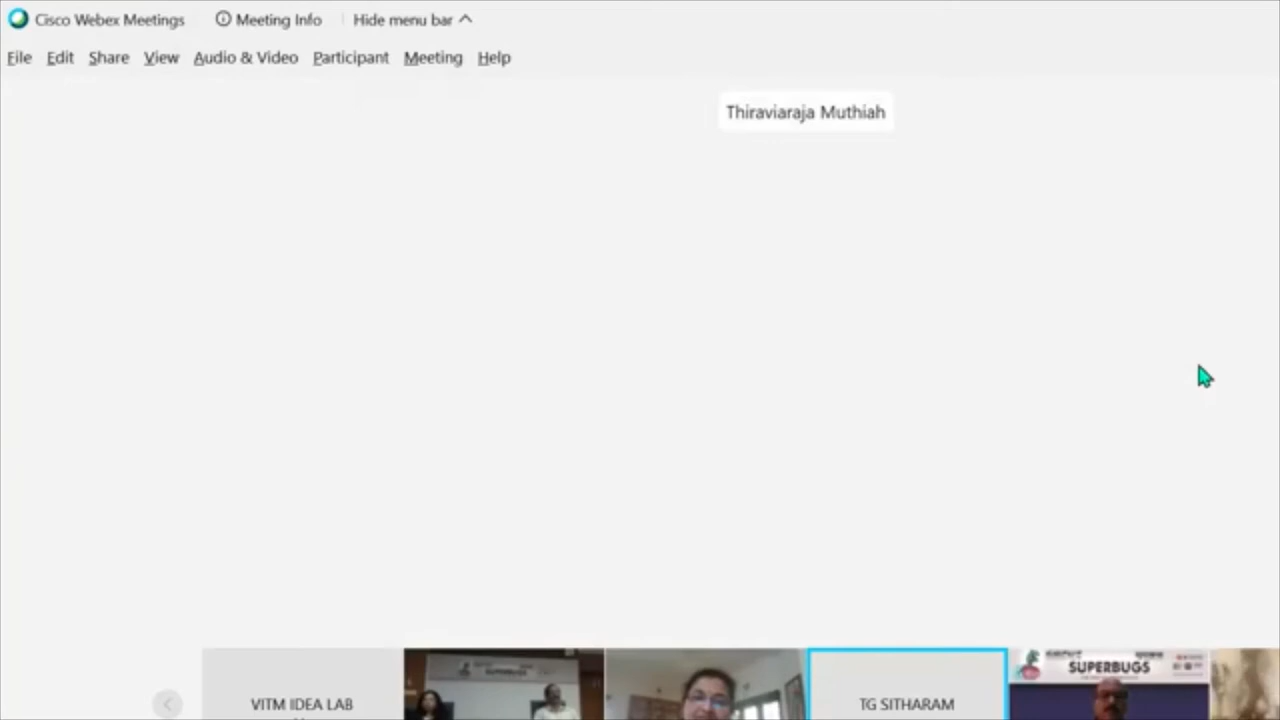 Cisco Webex Meetings Meeting Info Hide menu bar
File Edit Share View Audio & Video Participant Meeting Help
Thiraviaraja Muthiah
SUPERBUGS
SUPERBUGS
VITM IDEA LAB
TG SITHARAM